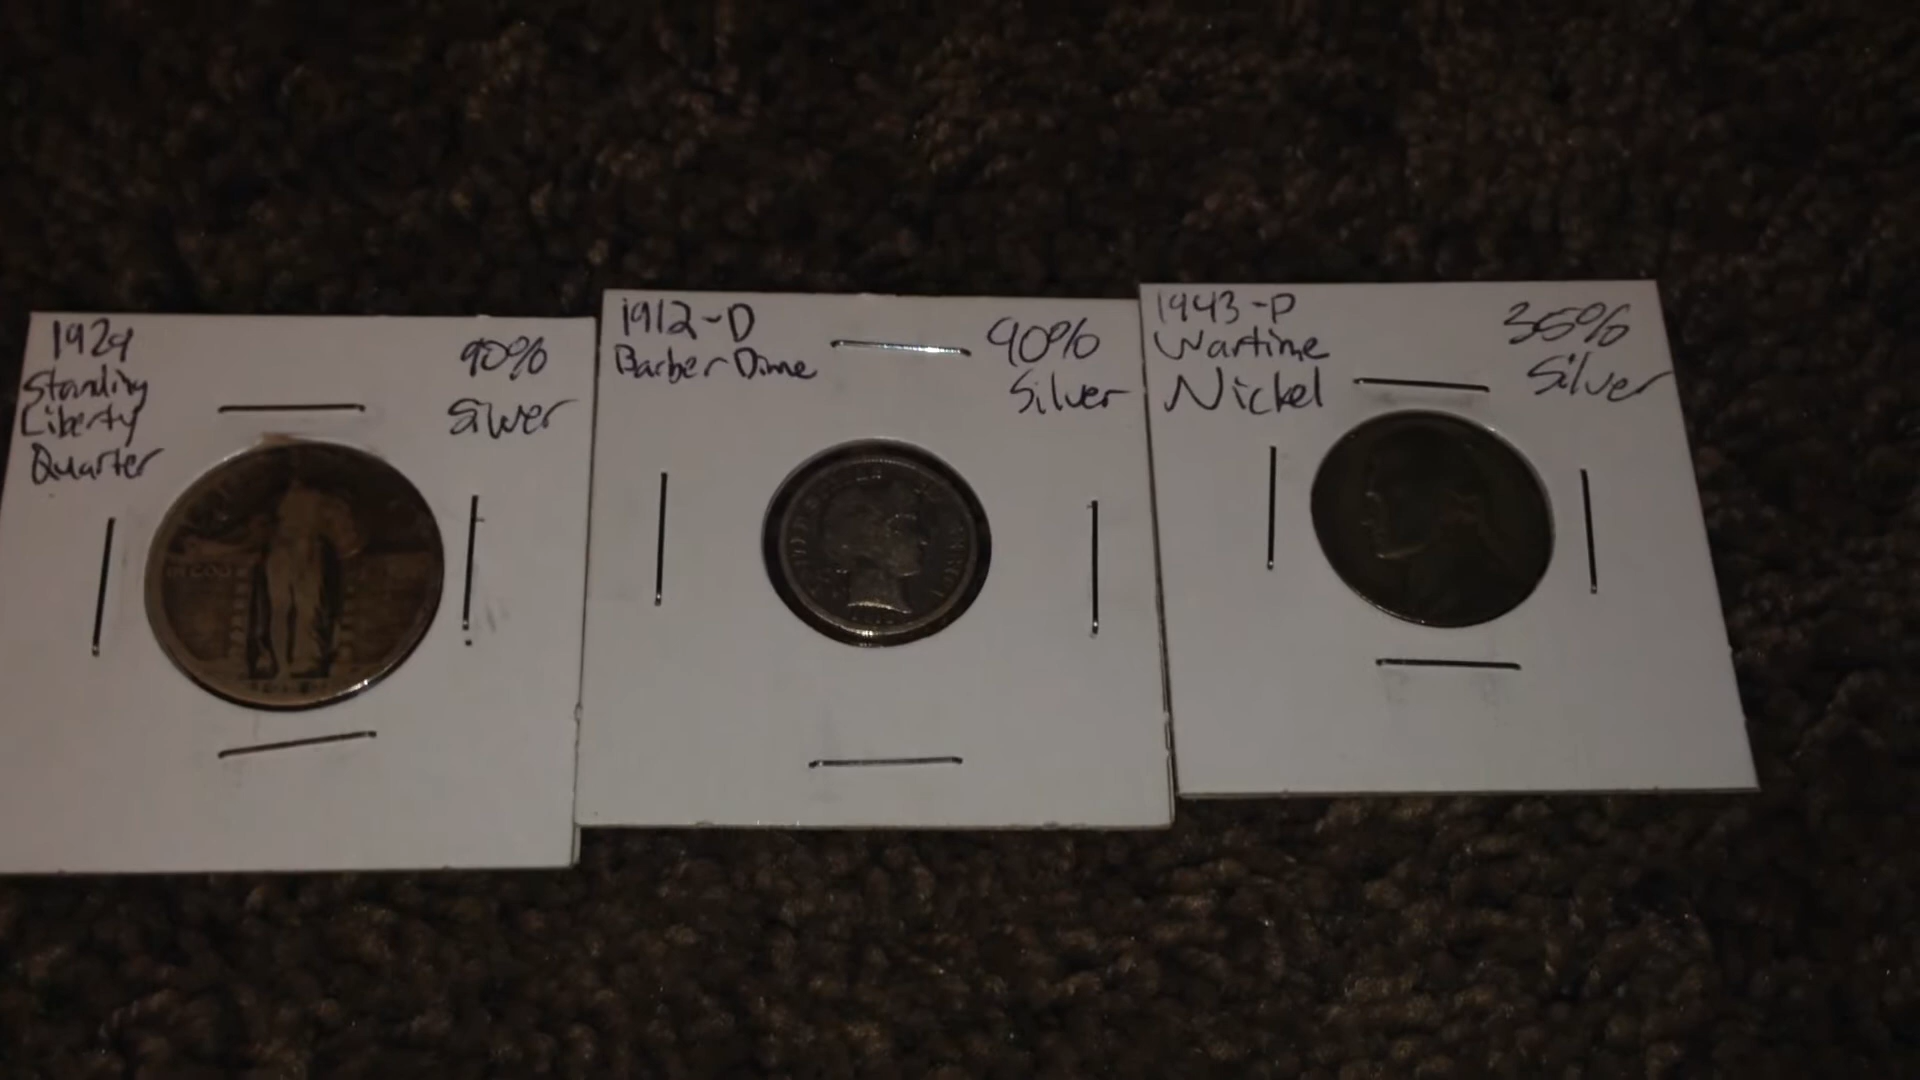 1929
Standing
Liberty
Quarter
90%
Silver
1912-D
Barber Dime
90%
Silver
1943-P
Wartime
Nickel
35%
Silver